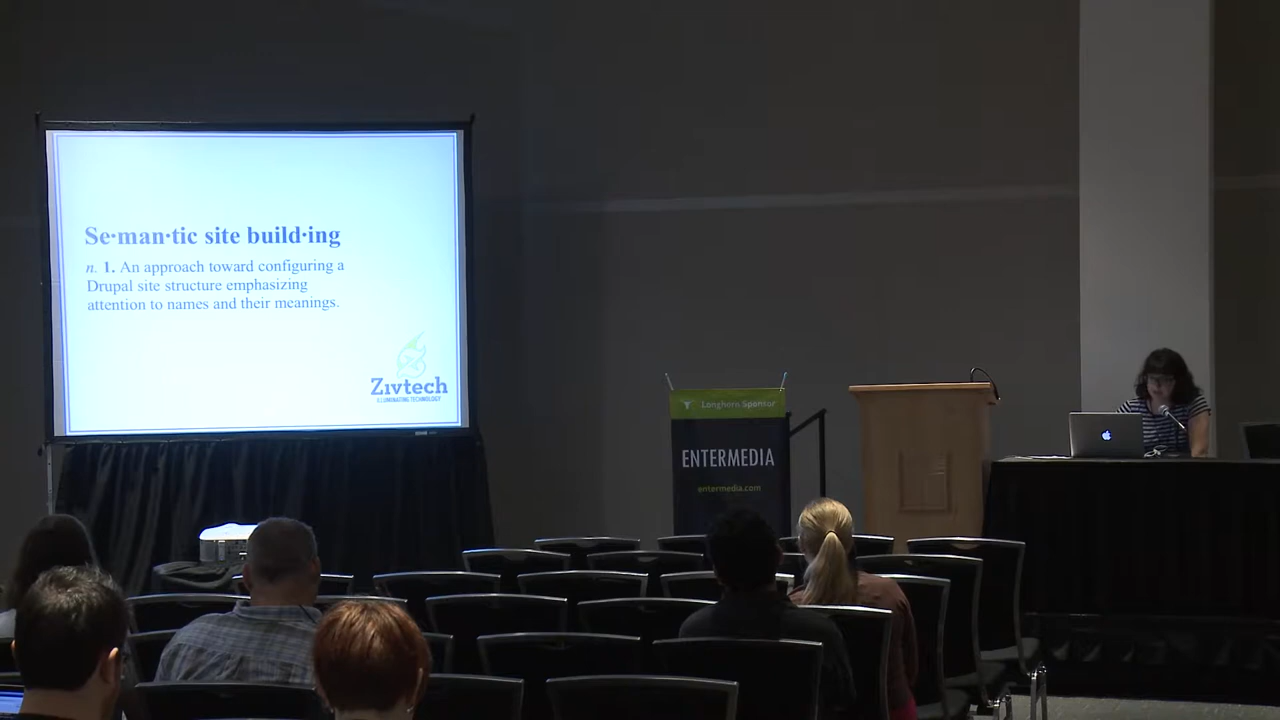 Se·man·tic site build·ing
n. 1. An approach toward configuring a
Drupal site structure emphasizing
attention to names and their meanings.
Zivtech
ILLUMINATING TECHNOLOGY
Longhorn Sponsor
ENTERMEDIA
entermedia.com